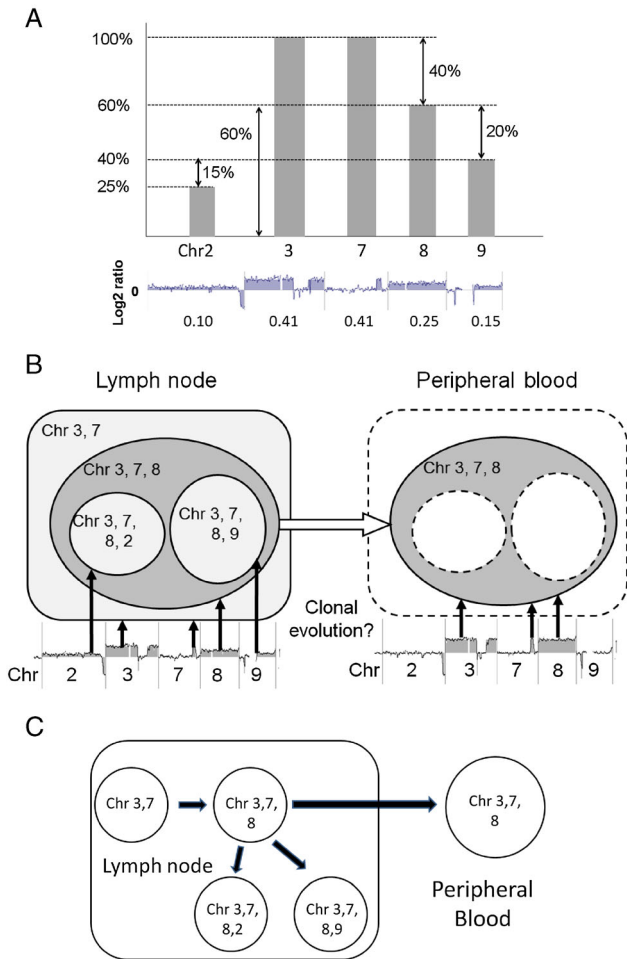 A
100%
40%
60%
60%
20%
40%
15%
25%
Chr2 3 7 8 9
Log2 ratio
0
0.10 0.41 0.41 0.25 0.15
B
Lymph node Peripheral blood
Chr 3, 7
Chr 3, 7, 8
Chr 3, 7,
8, 2
Chr 3, 7,
8, 9
Chr 3, 7, 8
Clonal
evolution?
Chr 2 3 7 8 9
Chr 2 3 7 8 9
C
Chr 3,7
Chr 3,7,
8
Chr 3,7,
8
Lymph node
Chr 3,7,
8,2
Chr 3,7,
8,9
Peripheral
Blood